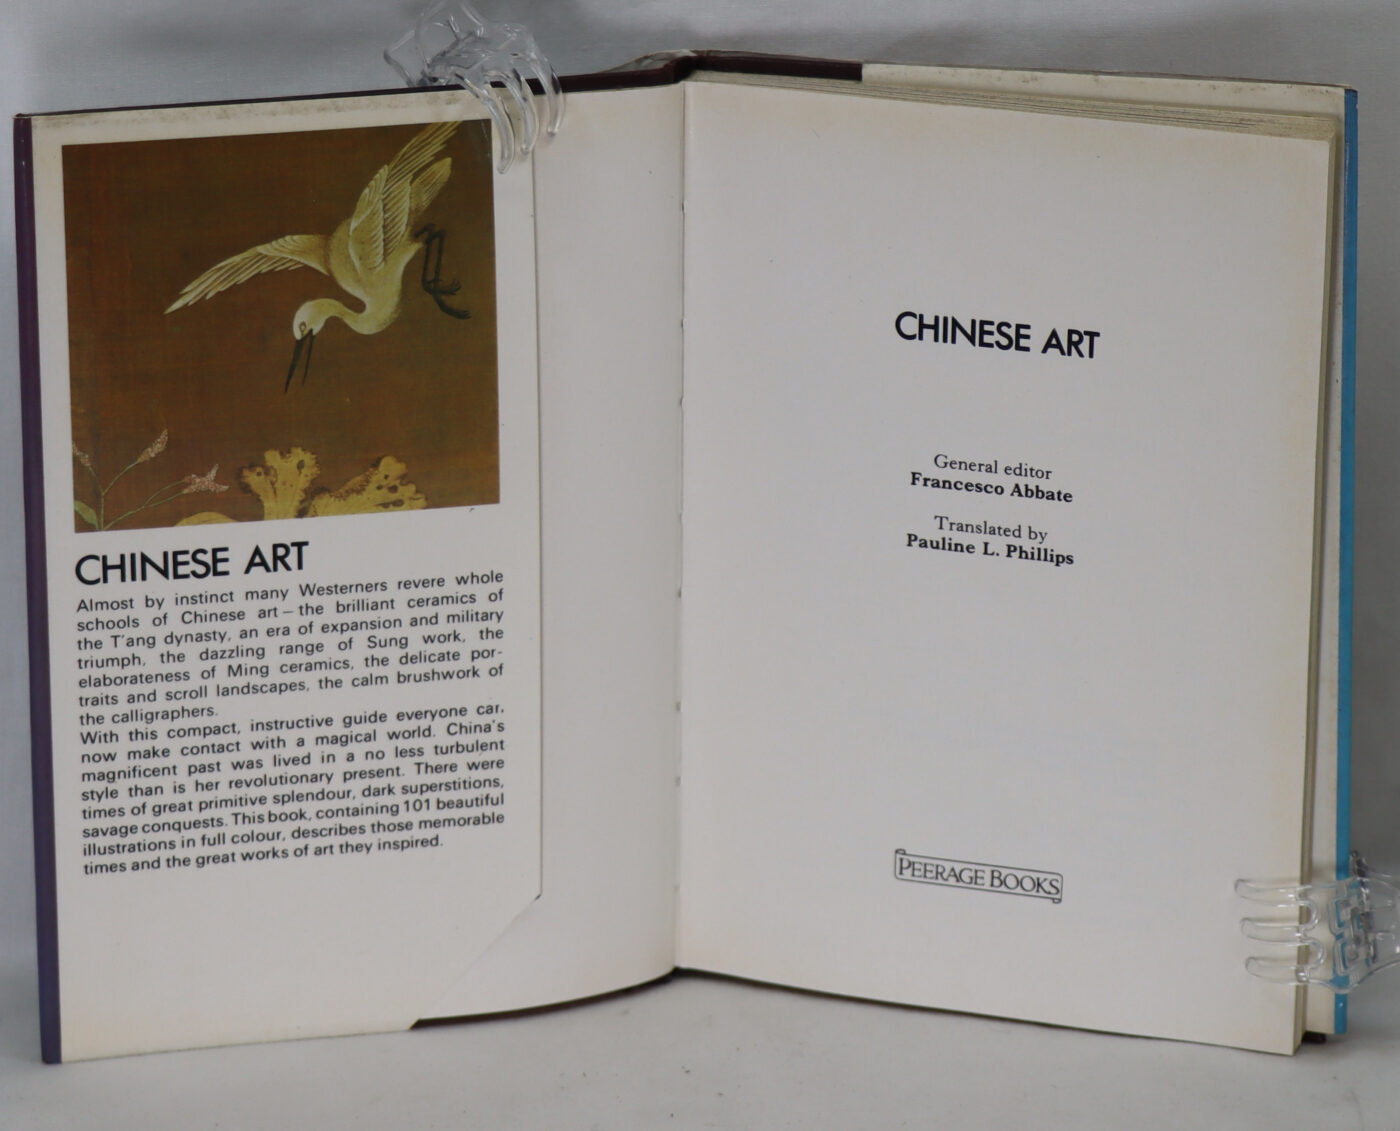 CHINESE ART
Almost by instinct many Westerners revere whole
schools of Chinese art – the brilliant ceramics of
the T'ang dynasty, an era of expansion and military
triumph, the dazzling range of Sung work, the
elaborateness of Ming ceramics, the delicate por-
traits and scroll landscapes, the calm brushwork of
the calligraphers.
With this compact, instructive guide everyone car,
now make contact with a magical world. China's
magnificent past was lived in a no less turbulent
style than is her revolutionary present. There were
times of great primitive splendour, dark superstitions,
savage conquests. This book, containing 101 beautiful
illustrations in full colour, describes those memorable
times and the great works of art they inspired.
CHINESE ART
General editor
Francesco Abbate
Translated by
Pauline L. Phillips
PEERAGE BOOKS